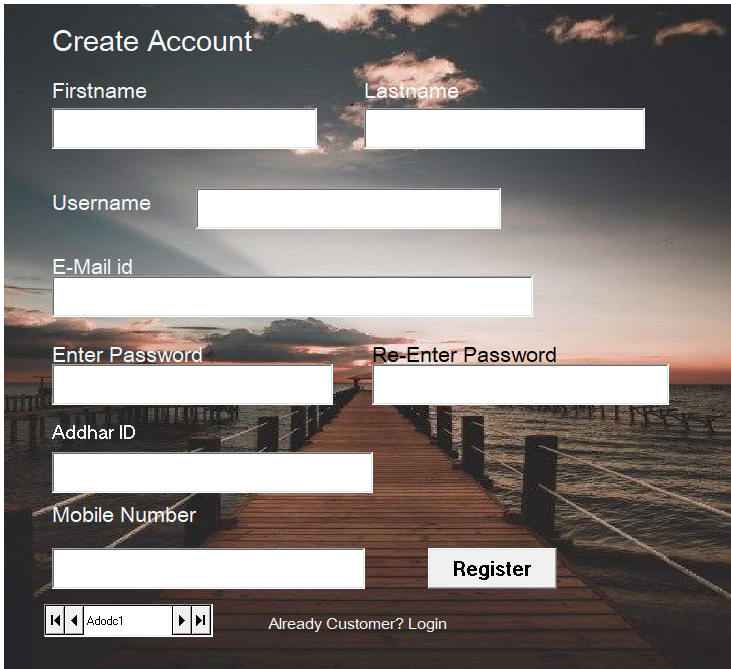 Create Account
Firstname Lastname
Username
E-Mail id
Enter Password Re-Enter Password
Addhar ID
Mobile Number
Register
Adodc1
Already Customer? Login